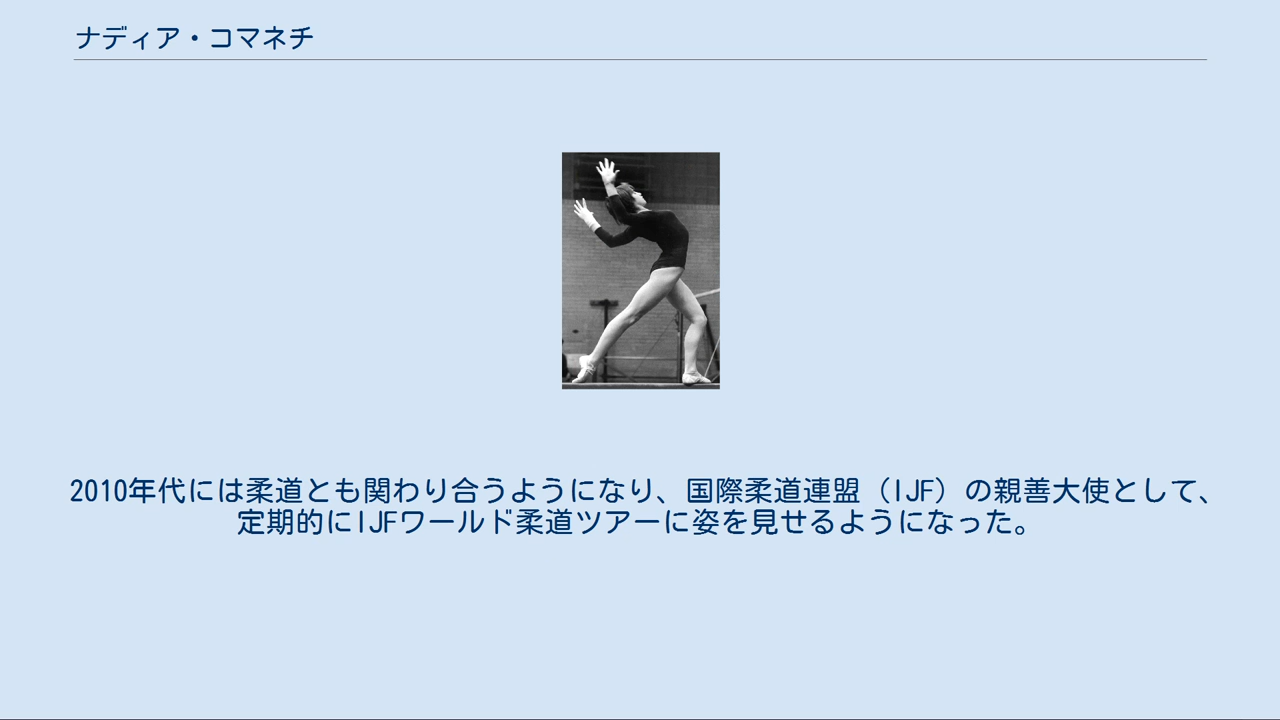 ナディア・コマネチ
2010年代には柔道とも関わり合うようになり、国際柔道連盟（IJF）の親善大使として、
定期的にIJFワールド柔道ツアーに姿を見せるようになった。